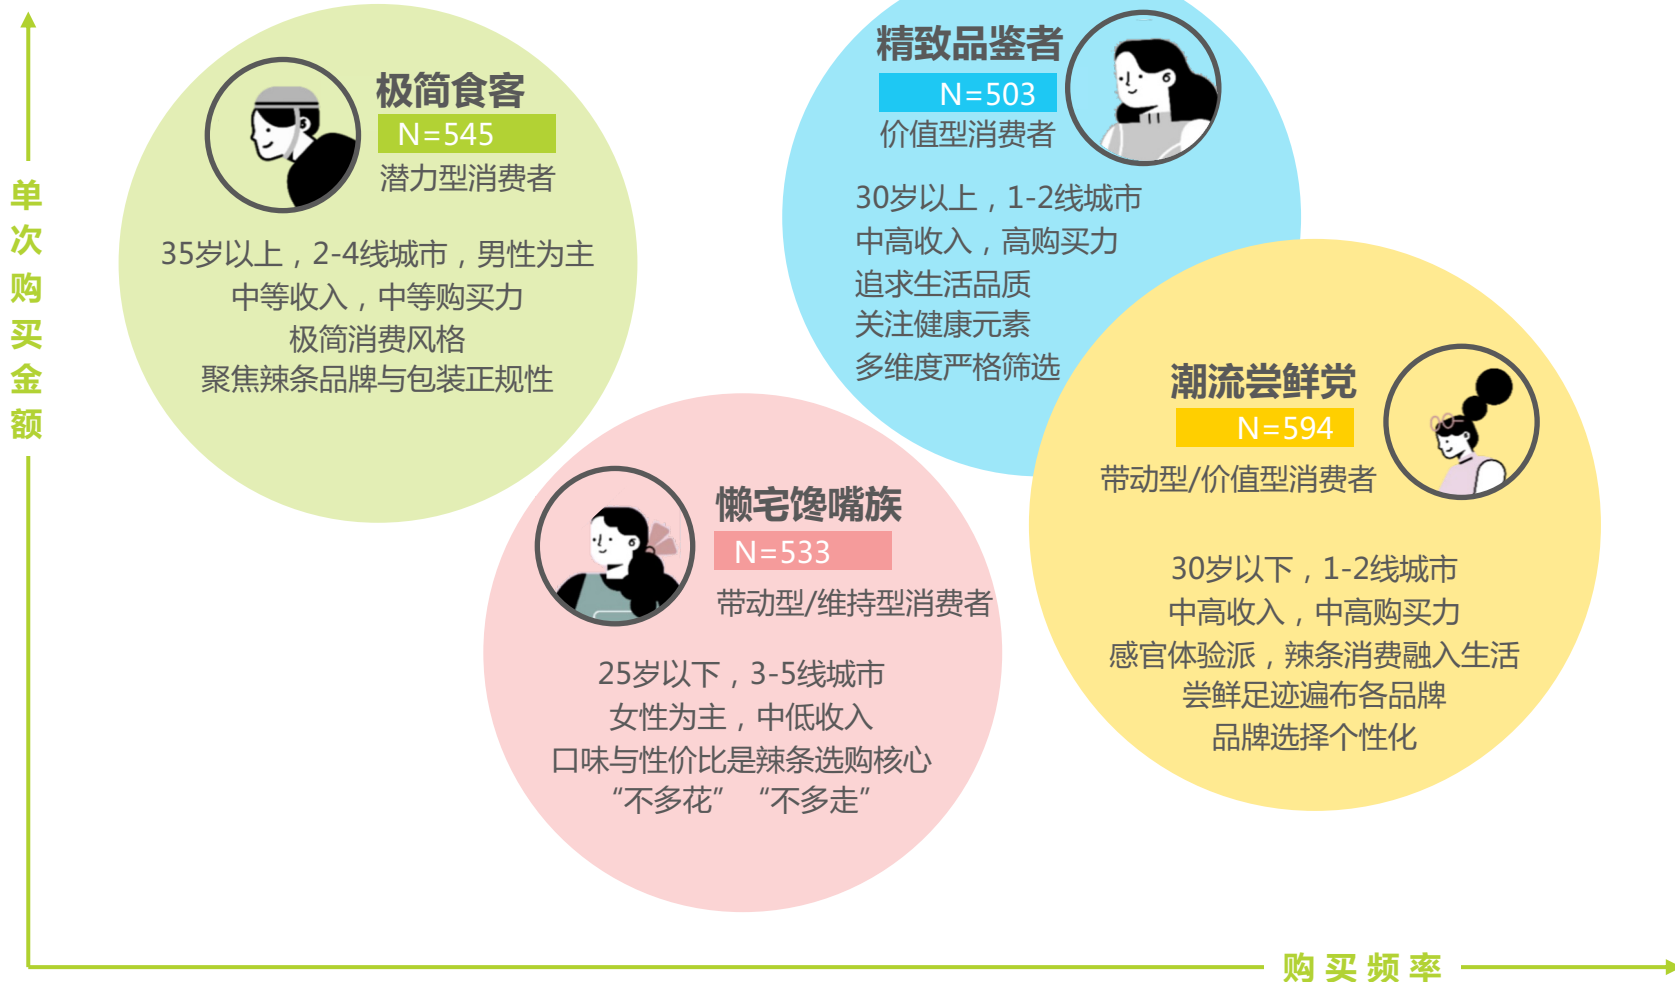 单次购买金额
极简食客
N=545
潜力型消费者
35岁以上，2-4线城市，男性为主
中等收入，中等购买力
极简消费风格
聚焦辣条品牌与包装正规性
精致品鉴者
N=503
价值型消费者
30岁以上，1-2线城市
中高收入，高购买力
追求生活品质
关注健康元素
多维度严格筛选
懒宅馋嘴族
N=533
带动型/维持型消费者
25岁以下，3-5线城市
女性为主，中低收入
口味与性价比是辣条选购核心
“不多花” “不多走”
潮流尝鲜党
N=594
带动型/价值型消费者
30岁以下，1-2线城市
中高收入，中高购买力
感官体验派，辣条消费融入生活
尝鲜足迹遍布各品牌
品牌选择个性化
购买频率